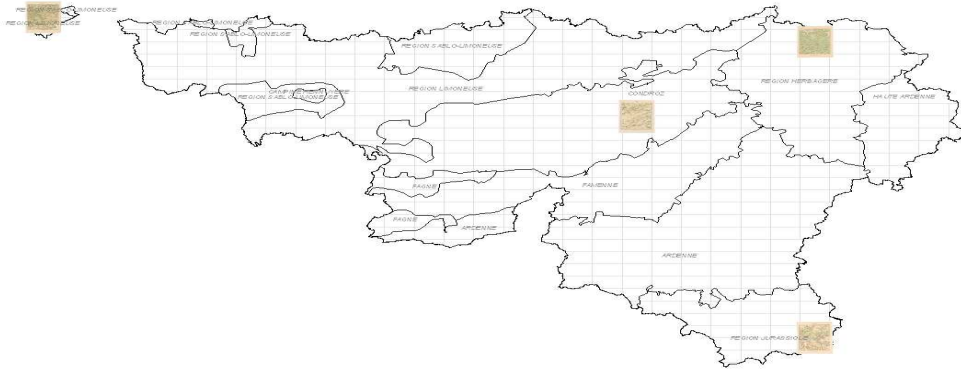 REGION SABLO-LIMONEUSE
REGION SABLO-LIMONEUSE
REGION SABLO-LIMONEUSE
REGION SABLO-LIMONEUSE
REGION LIMONEUSE
REGION HERBAGERE
REGION SABLO-LIMONEUSE
CONDROZ
HAUTE ARDENNE
FAGNE
FAMENNE
FAGNE
ARDENNE
ARDENNE
REGION JURASSIQUE